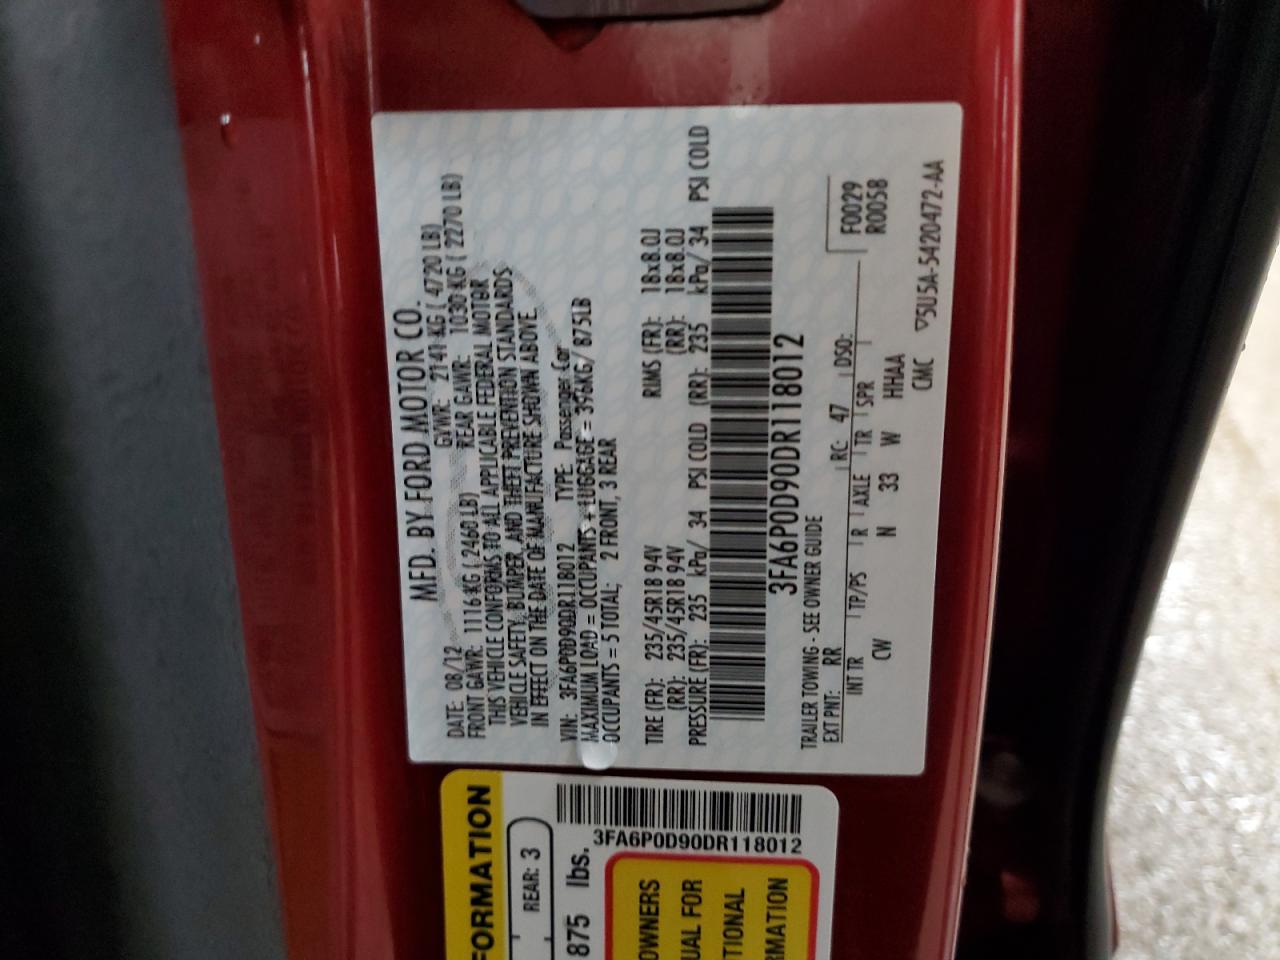 MFD. BY FORD MOTOR CO.
DATE: 08/12 GVWR: 2141 KG ( 4720 LB)
FRONT GAWR: 1116 KG ( 2460 LB) REAR GAWR: 1030 KG ( 2270 LB)
THIS VEHICLE CONFORMS TO ALL APPLICABLE FEDERAL MOTOR
VEHICLE SAFETY, BUMPER, AND THEFT PREVENTION STANDARDS
IN EFFECT ON THE DATE OF MANUFACTURE SHOWN ABOVE.
VIN: 3FA6P0D90DR118012 TYPE: Passenger Car
MAXIMUM LOAD = OCCUPANTS + LUGGAGE = 396KG/ 875LB
OCCUPANTS = 5 TOTAL; 2 FRONT, 3 REAR
TIRE (FR): 235/45R18 94V RIMS (FR): 18x8.0J
(RR): 235/45R18 94V (RR): 18x8.0J
PRESSURE (FR): 235 kPa/ 34 PSI COLD (RR): 235 kPa/ 34 PSI COLD
3FA6P0D90DR118012
TRAILER TOWING - SEE OWNER GUIDE
EXT PNT: RR RC: 47 DSO: F0029
INT TR TP/PS R AXLE TR SPR R0058
CW N 33 W HHAA
CMC ▽5U5A-5420472-AA
FORMATION
REAR: 3
875 lbs.
3FA6P0D90DR118012
OWNERS
UAL FOR
TIONAL
RMATION